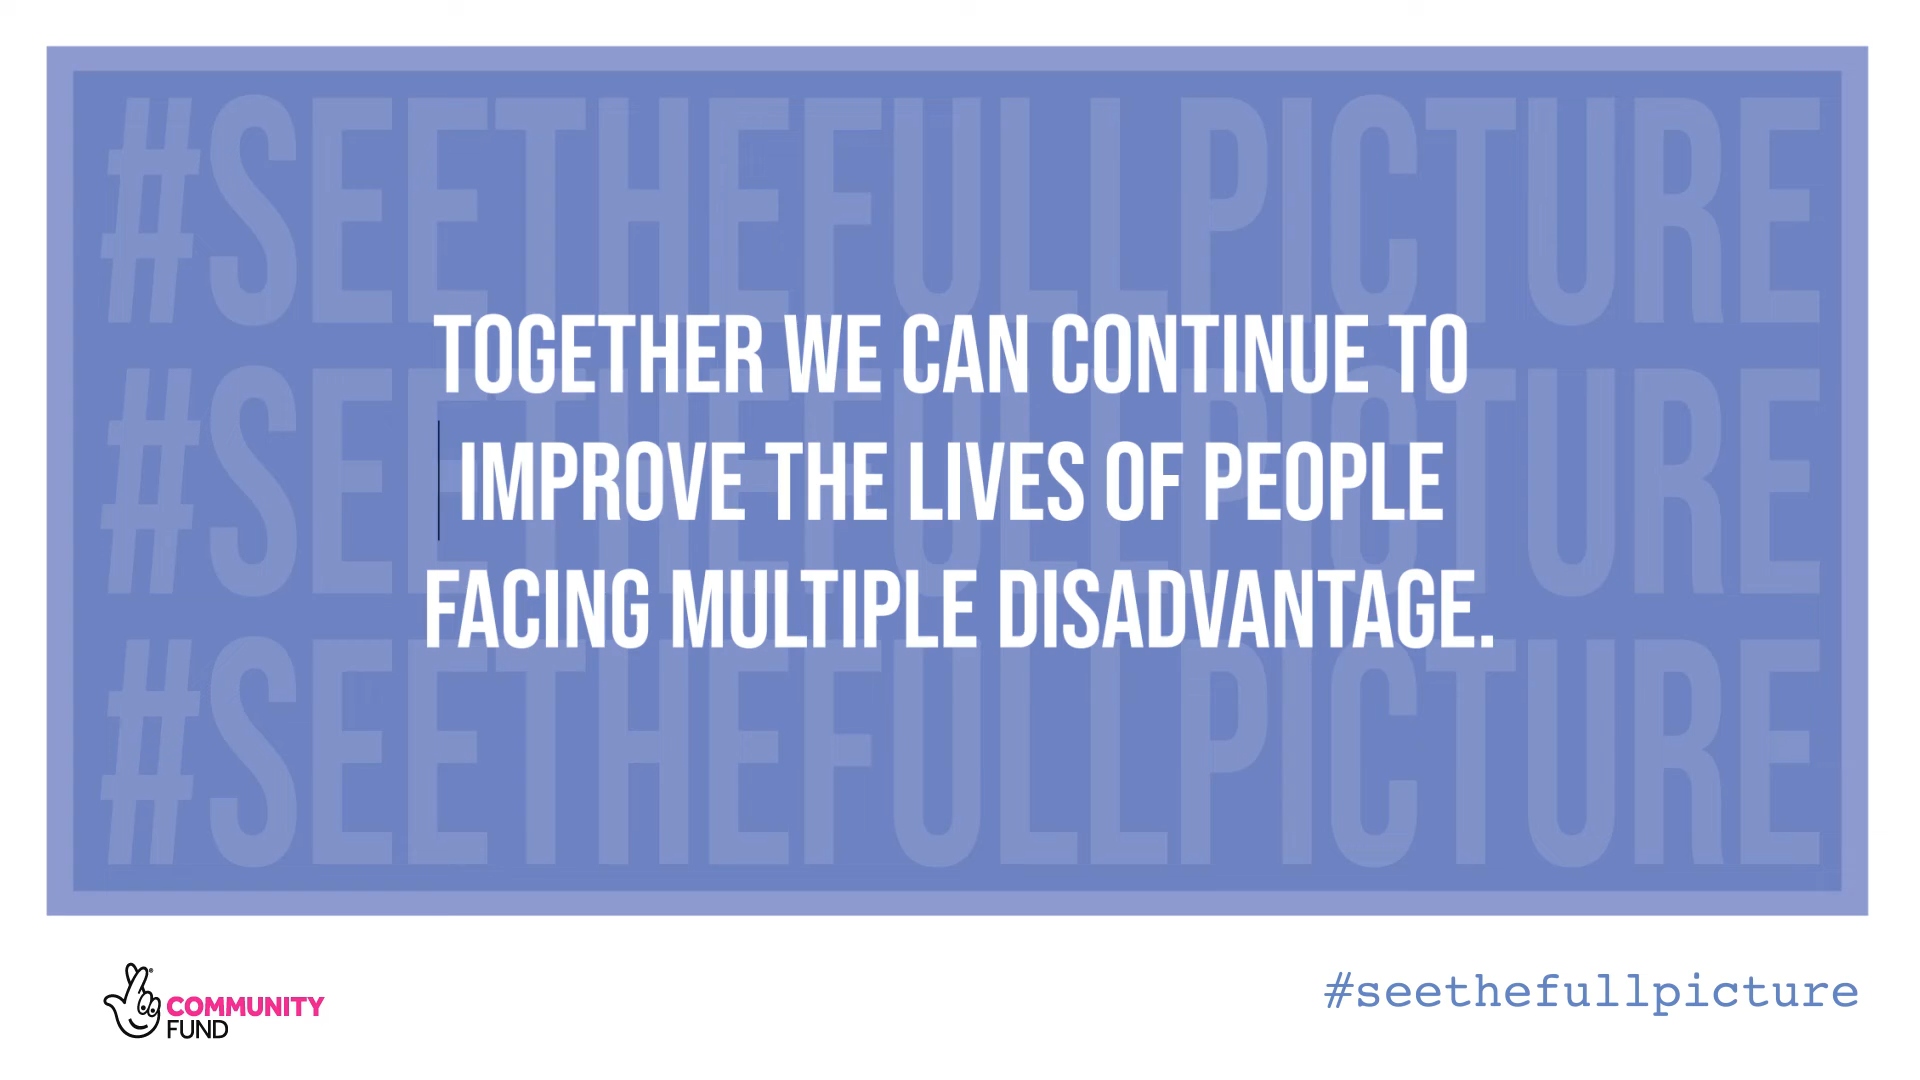 #SEETHEFULLPICTURE
TOGETHER WE CAN CONTINUE TO
#SEETHEFULLPICTURE
IMPROVE THE LIVES OF PEOPLE
FACING MULTIPLE DISADVANTAGE.
#SEETHEFULLPICTURE
COMMUNITY
FUND
#seethefullpicture